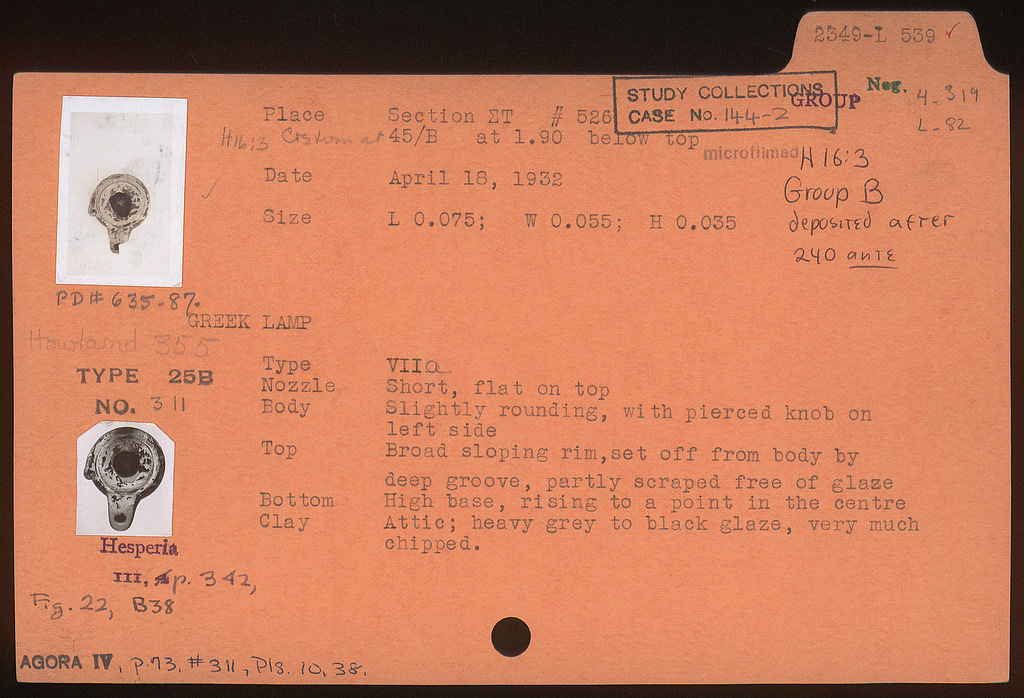 2349-L 539 ✓
STUDY COLLECTIONS
CASE No. 144-2
GROUP
Neg. 4-319
L-82
Place Section ΣΤ # 526
H16:3 Cistern at 45/B at 1.90 below top
microfilmed
H16:3
Group B
deposited after
240 ante
Date April 18, 1932
Size L 0.075; W 0.055; H 0.035
PD# 635-87.
GREEK LAMP
Howland 355
TYPE 25B
NO. 311
Type VIIa
Nozzle Short, flat on top
Body Slightly rounding, with pierced knob on
left side
Top Broad sloping rim,set off from body by
deep groove, partly scraped free of glaze
Bottom High base, rising to a point in the centre
Clay Attic; heavy grey to black glaze, very much
chipped.
Hesperia
III, p. 342,
Fig. 22, B38
AGORA IV, p.73, #311, Pls. 10, 38.